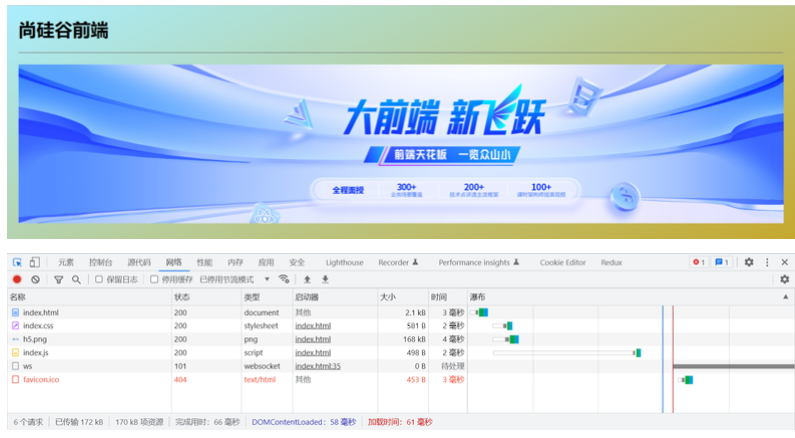 尚硅谷前端
大前端 新飞跃
前端天花板 一览众山小
全程面授 300+ 200+ 100+
元素 控制台 源代码 网络 性能 内存 应用 安全 Lighthouse Recorder Performance insights Cookie Editor Redux 1 1
保留日志 停用缓存 已停用节流模式
名称 状态 类型 启动器 大小 时间 瀑布
index.html 200 document 其他 2.1 kB 3 毫秒
index.css 200 stylesheet index.html 581 B 2 毫秒
h5.png 200 png index.html 168 kB 4 毫秒
index.js 200 script index.html 498 B 2 毫秒
ws 101 websocket index.html:35 0 B 待处理
favicon.ico 404 text/html 其他 453 B 3 毫秒
6 个请求 已传输 172 kB 170 kB 项资源 完成用时：66 毫秒 DOMContentLoaded：58 毫秒 加载时间：61 毫秒